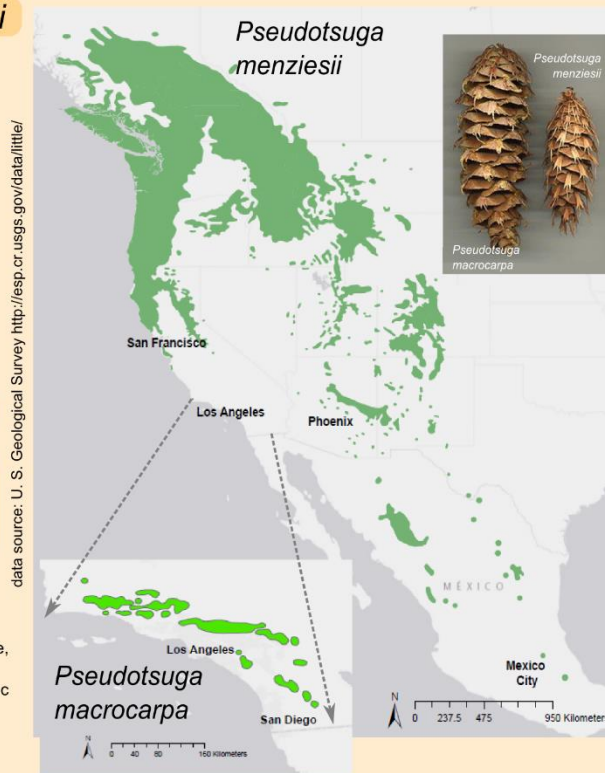 i
data source: U. S. Geological Survey http://esp.cr.usgs.gov/data/little/
Pseudotsuga
menziesii
Pseudotsuga
menziesii
Pseudotsuga
macrocarpa
San Francisco
Los Angeles
Phoenix
MÉXICO
Mexico
City
N
0 237.5 475 950 Kilometers
e,
c
Los Angeles
Pseudotsuga
macrocarpa
San Diego
N
0 40 80 160 Kilometers